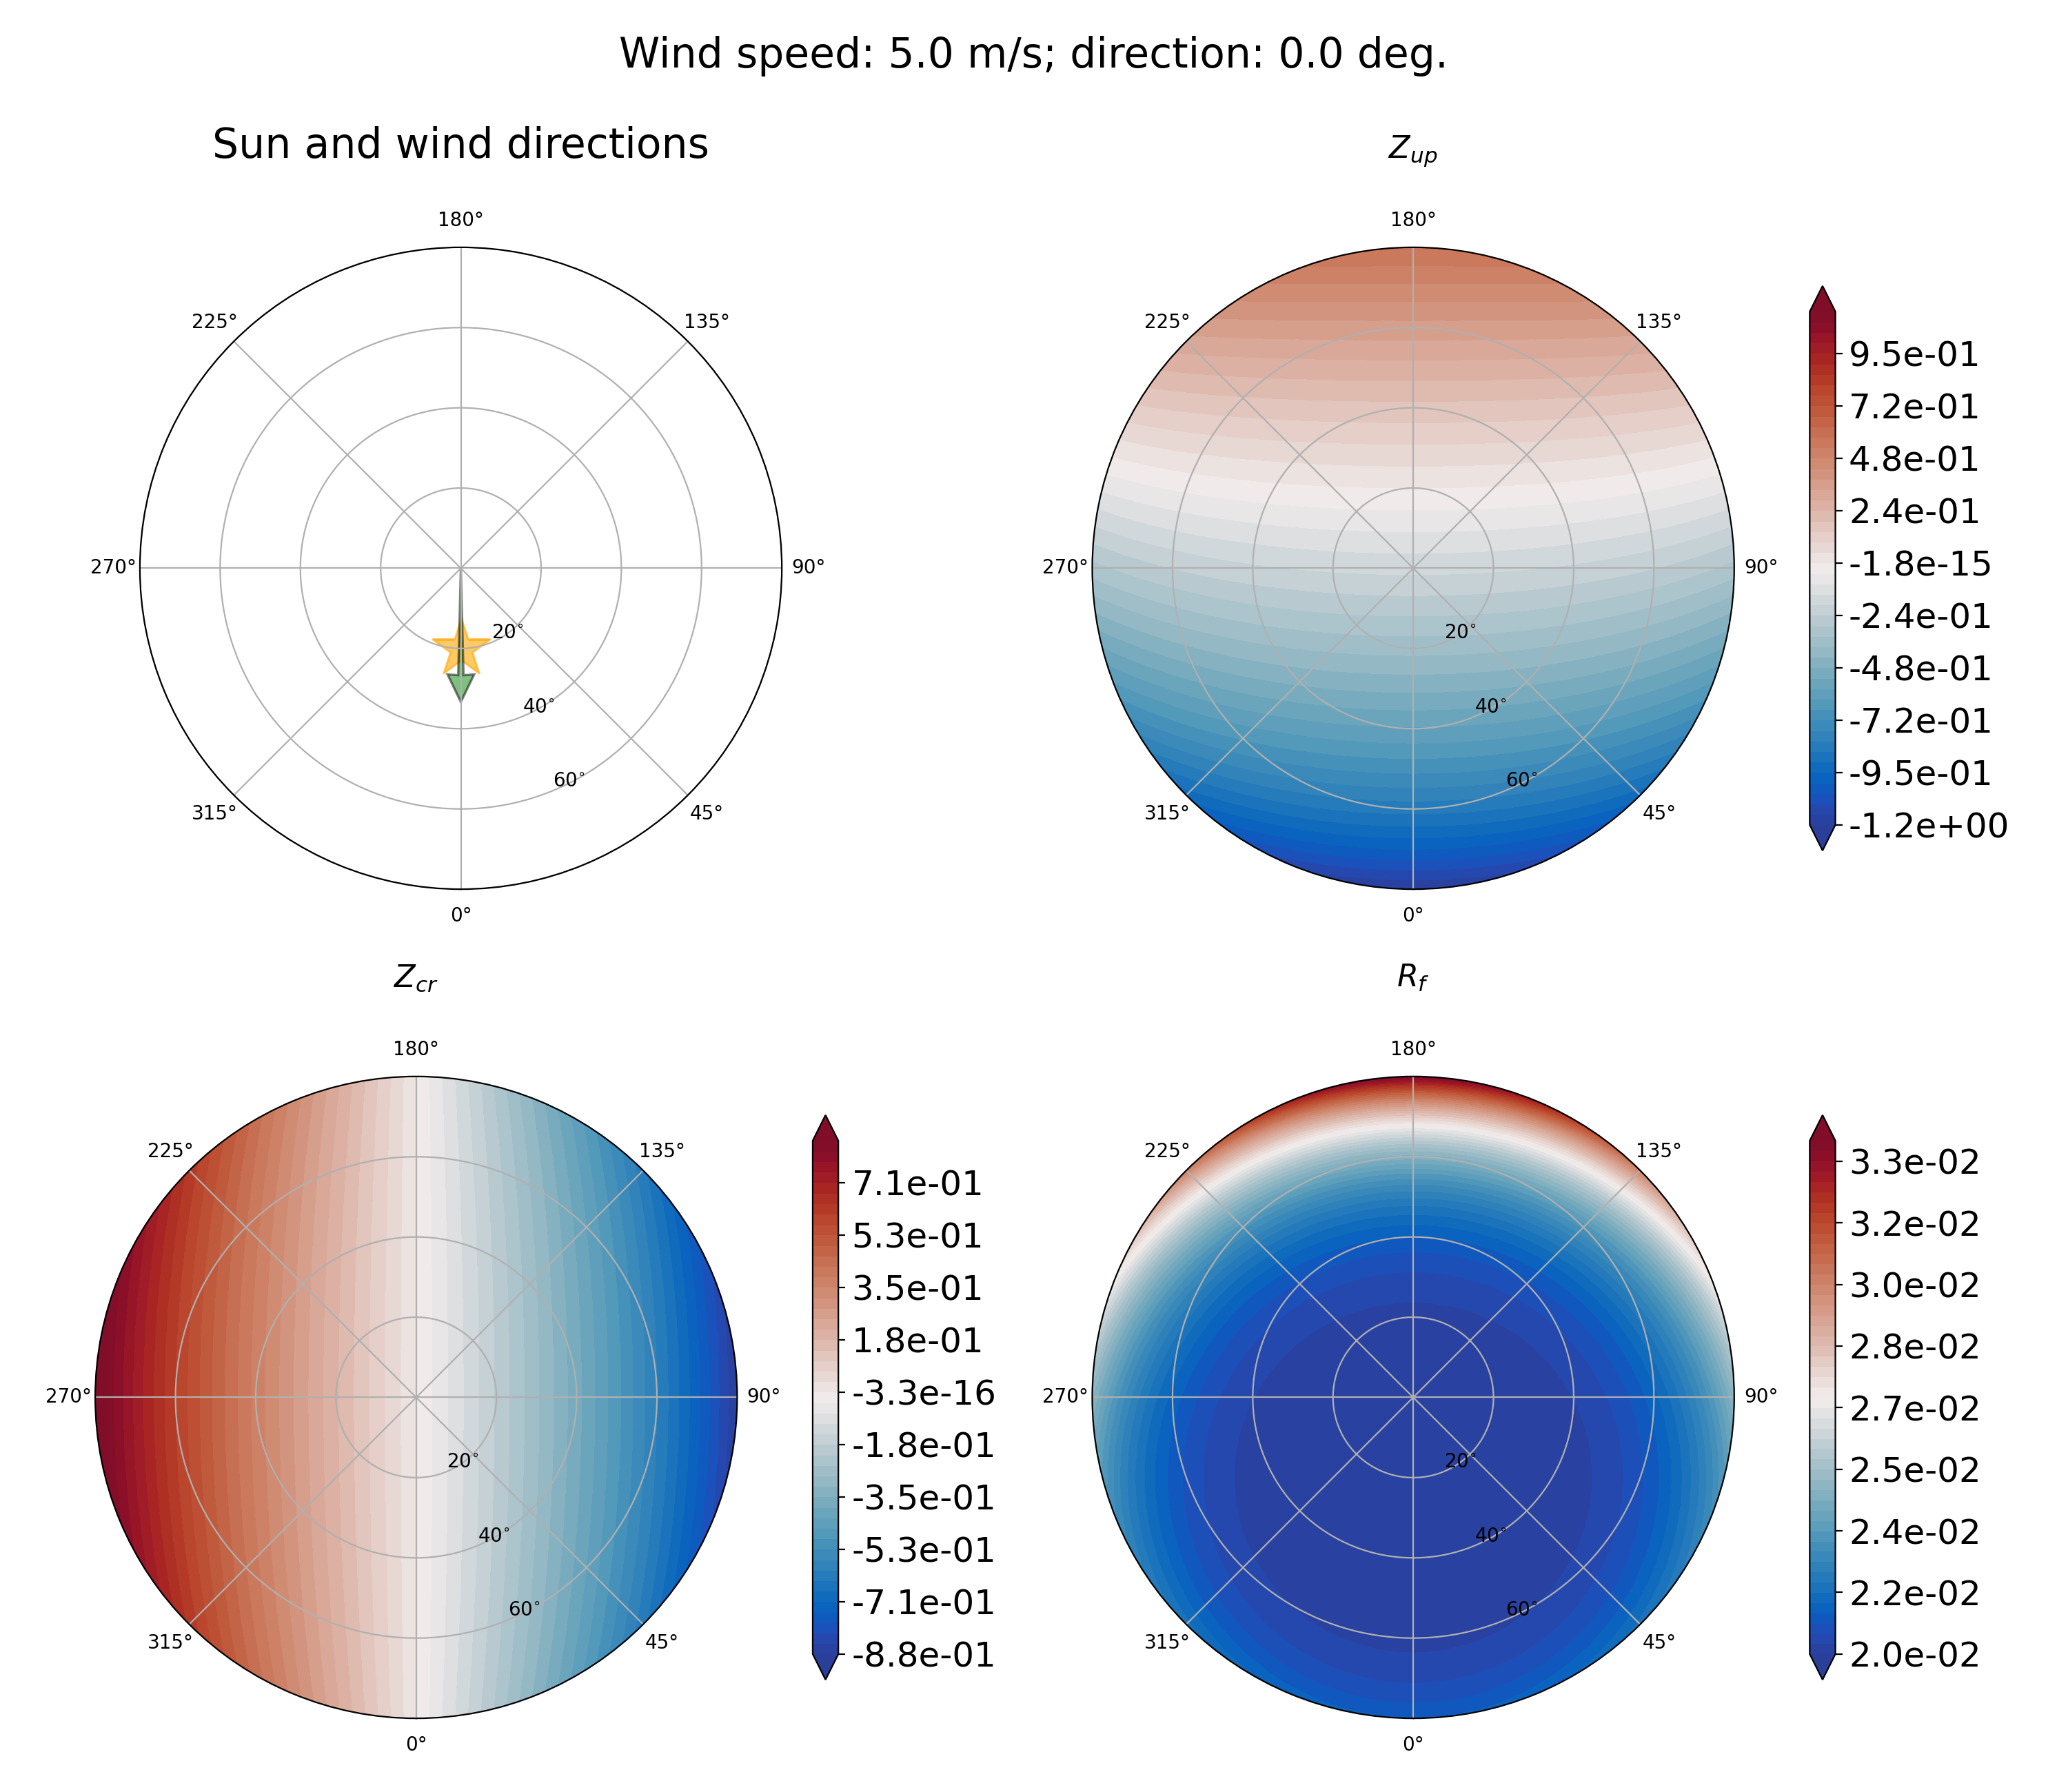 Wind speed: 5.0 m/s; direction: 0.0 deg.
Sun and wind directions
180°
225°
135°
270°
90°
20°
40°
60°
315°
45°
0°
Z_up
180°
225°
135°
270°
90°
20°
40°
60°
315°
45°
0°
9.5e-01
7.2e-01
4.8e-01
2.4e-01
-1.8e-15
-2.4e-01
-4.8e-01
-7.2e-01
-9.5e-01
-1.2e+00
Z_cr
180°
225°
135°
270°
90°
20°
40°
60°
315°
45°
0°
7.1e-01
5.3e-01
3.5e-01
1.8e-01
-3.3e-16
-1.8e-01
-3.5e-01
-5.3e-01
-7.1e-01
-8.8e-01
R_f
180°
225°
135°
270°
90°
20°
40°
60°
315°
45°
0°
3.3e-02
3.2e-02
3.0e-02
2.8e-02
2.7e-02
2.5e-02
2.4e-02
2.2e-02
2.0e-02